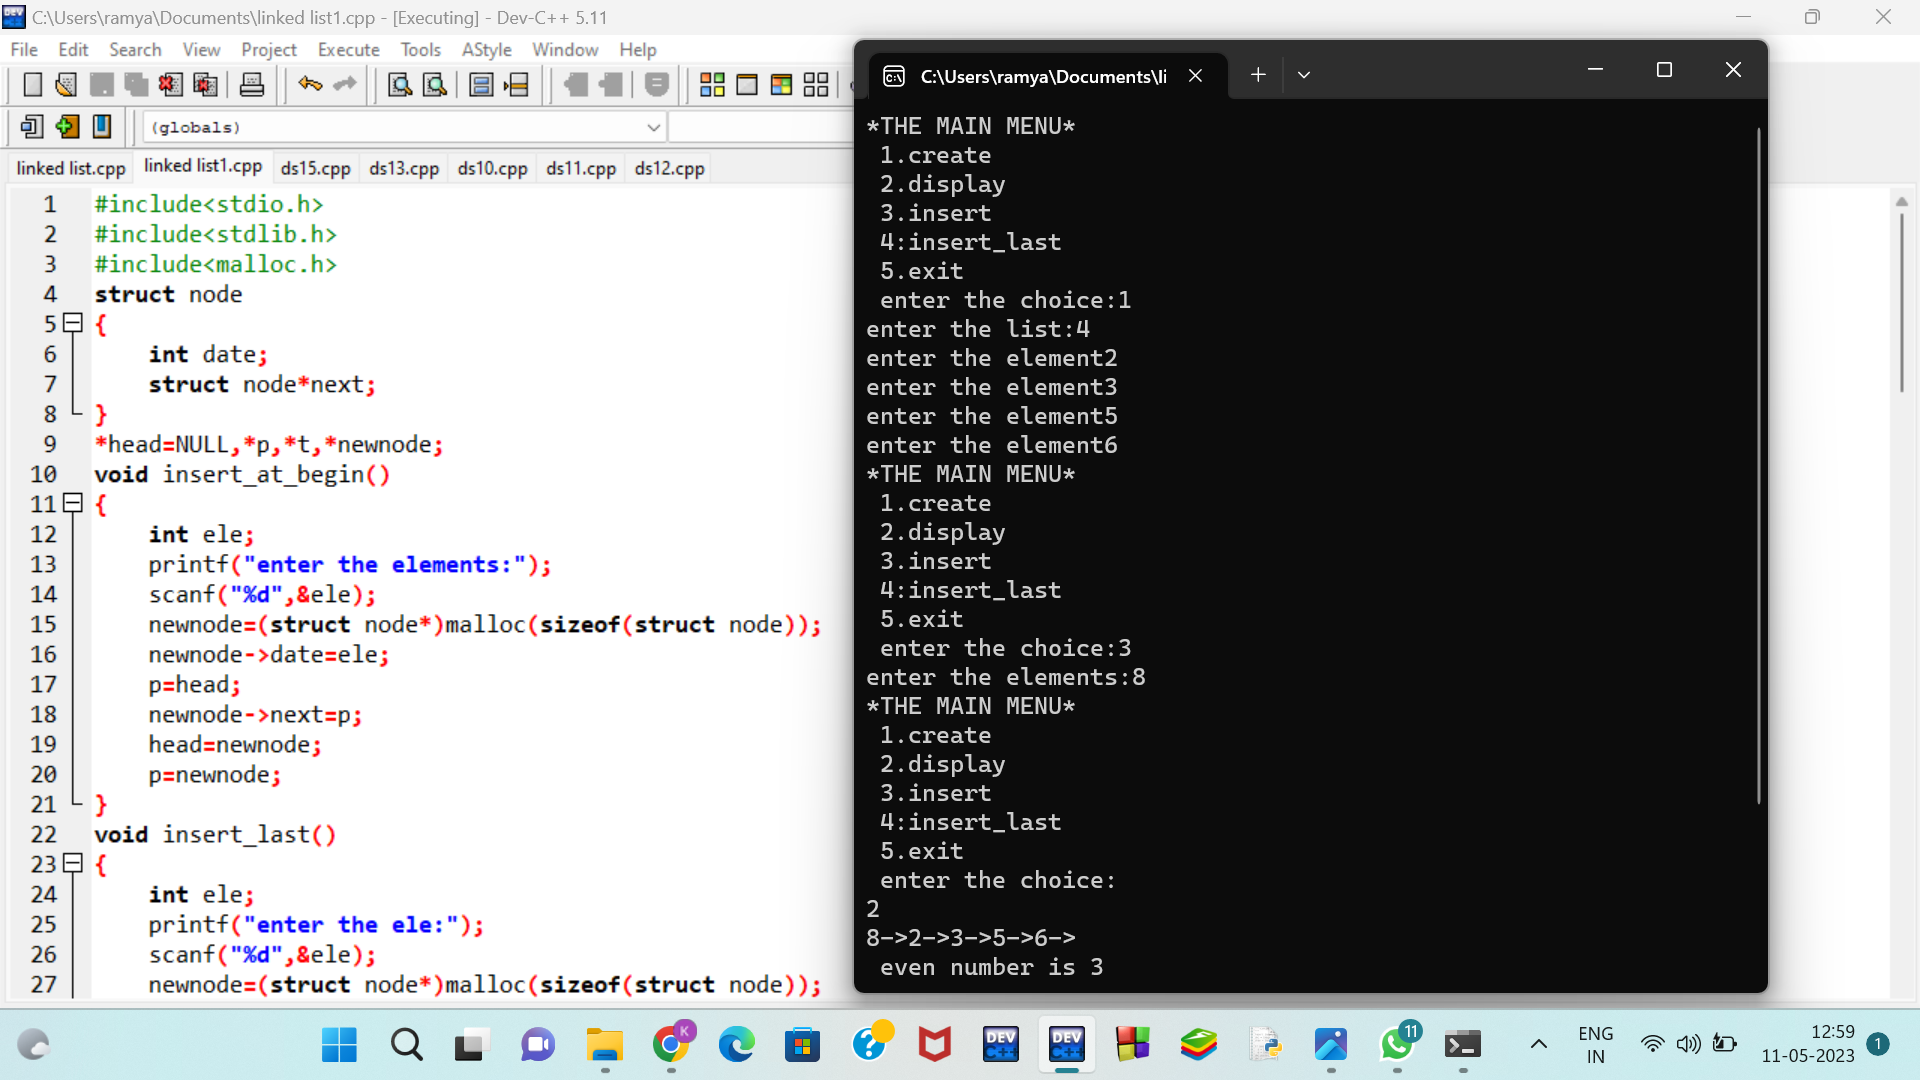 C:\Users\ramya\Documents\linked list1.cpp - [Executing] - Dev-C++ 5.11
File Edit Search View Project Execute Tools AStyle Window Help
(globals)
linked list.cpp linked list1.cpp ds15.cpp ds13.cpp ds10.cpp ds11.cpp ds12.cpp
1 #include<stdio.h>
2 #include<stdlib.h>
3 #include<malloc.h>
4 struct node
5 {
6 int date;
7 struct node*next;
8 }
9 *head=NULL,*p,*t,*newnode;
10 void insert_at_begin()
11 {
12 int ele;
13 printf("enter the elements:");
14 scanf("%d",&ele);
15 newnode=(struct node*)malloc(sizeof(struct node));
16 newnode->date=ele;
17 p=head;
18 newnode->next=p;
19 head=newnode;
20 p=newnode;
21 }
22 void insert_last()
23 {
24 int ele;
25 printf("enter the ele:");
26 scanf("%d",&ele);
27 newnode=(struct node*)malloc(sizeof(struct node));
C:\Users\ramya\Documents\li
*THE MAIN MENU*
1.create
2.display
3.insert
4:insert_last
5.exit
enter the choice:1
enter the list:4
enter the element2
enter the element3
enter the element5
enter the element6
*THE MAIN MENU*
1.create
2.display
3.insert
4:insert_last
5.exit
enter the choice:3
enter the elements:8
*THE MAIN MENU*
1.create
2.display
3.insert
4:insert_last
5.exit
enter the choice:
2
8->2->3->5->6->
even number is 3
K
DEV C++
DEV C++
11
ENG
IN
12:59
11-05-2023
1